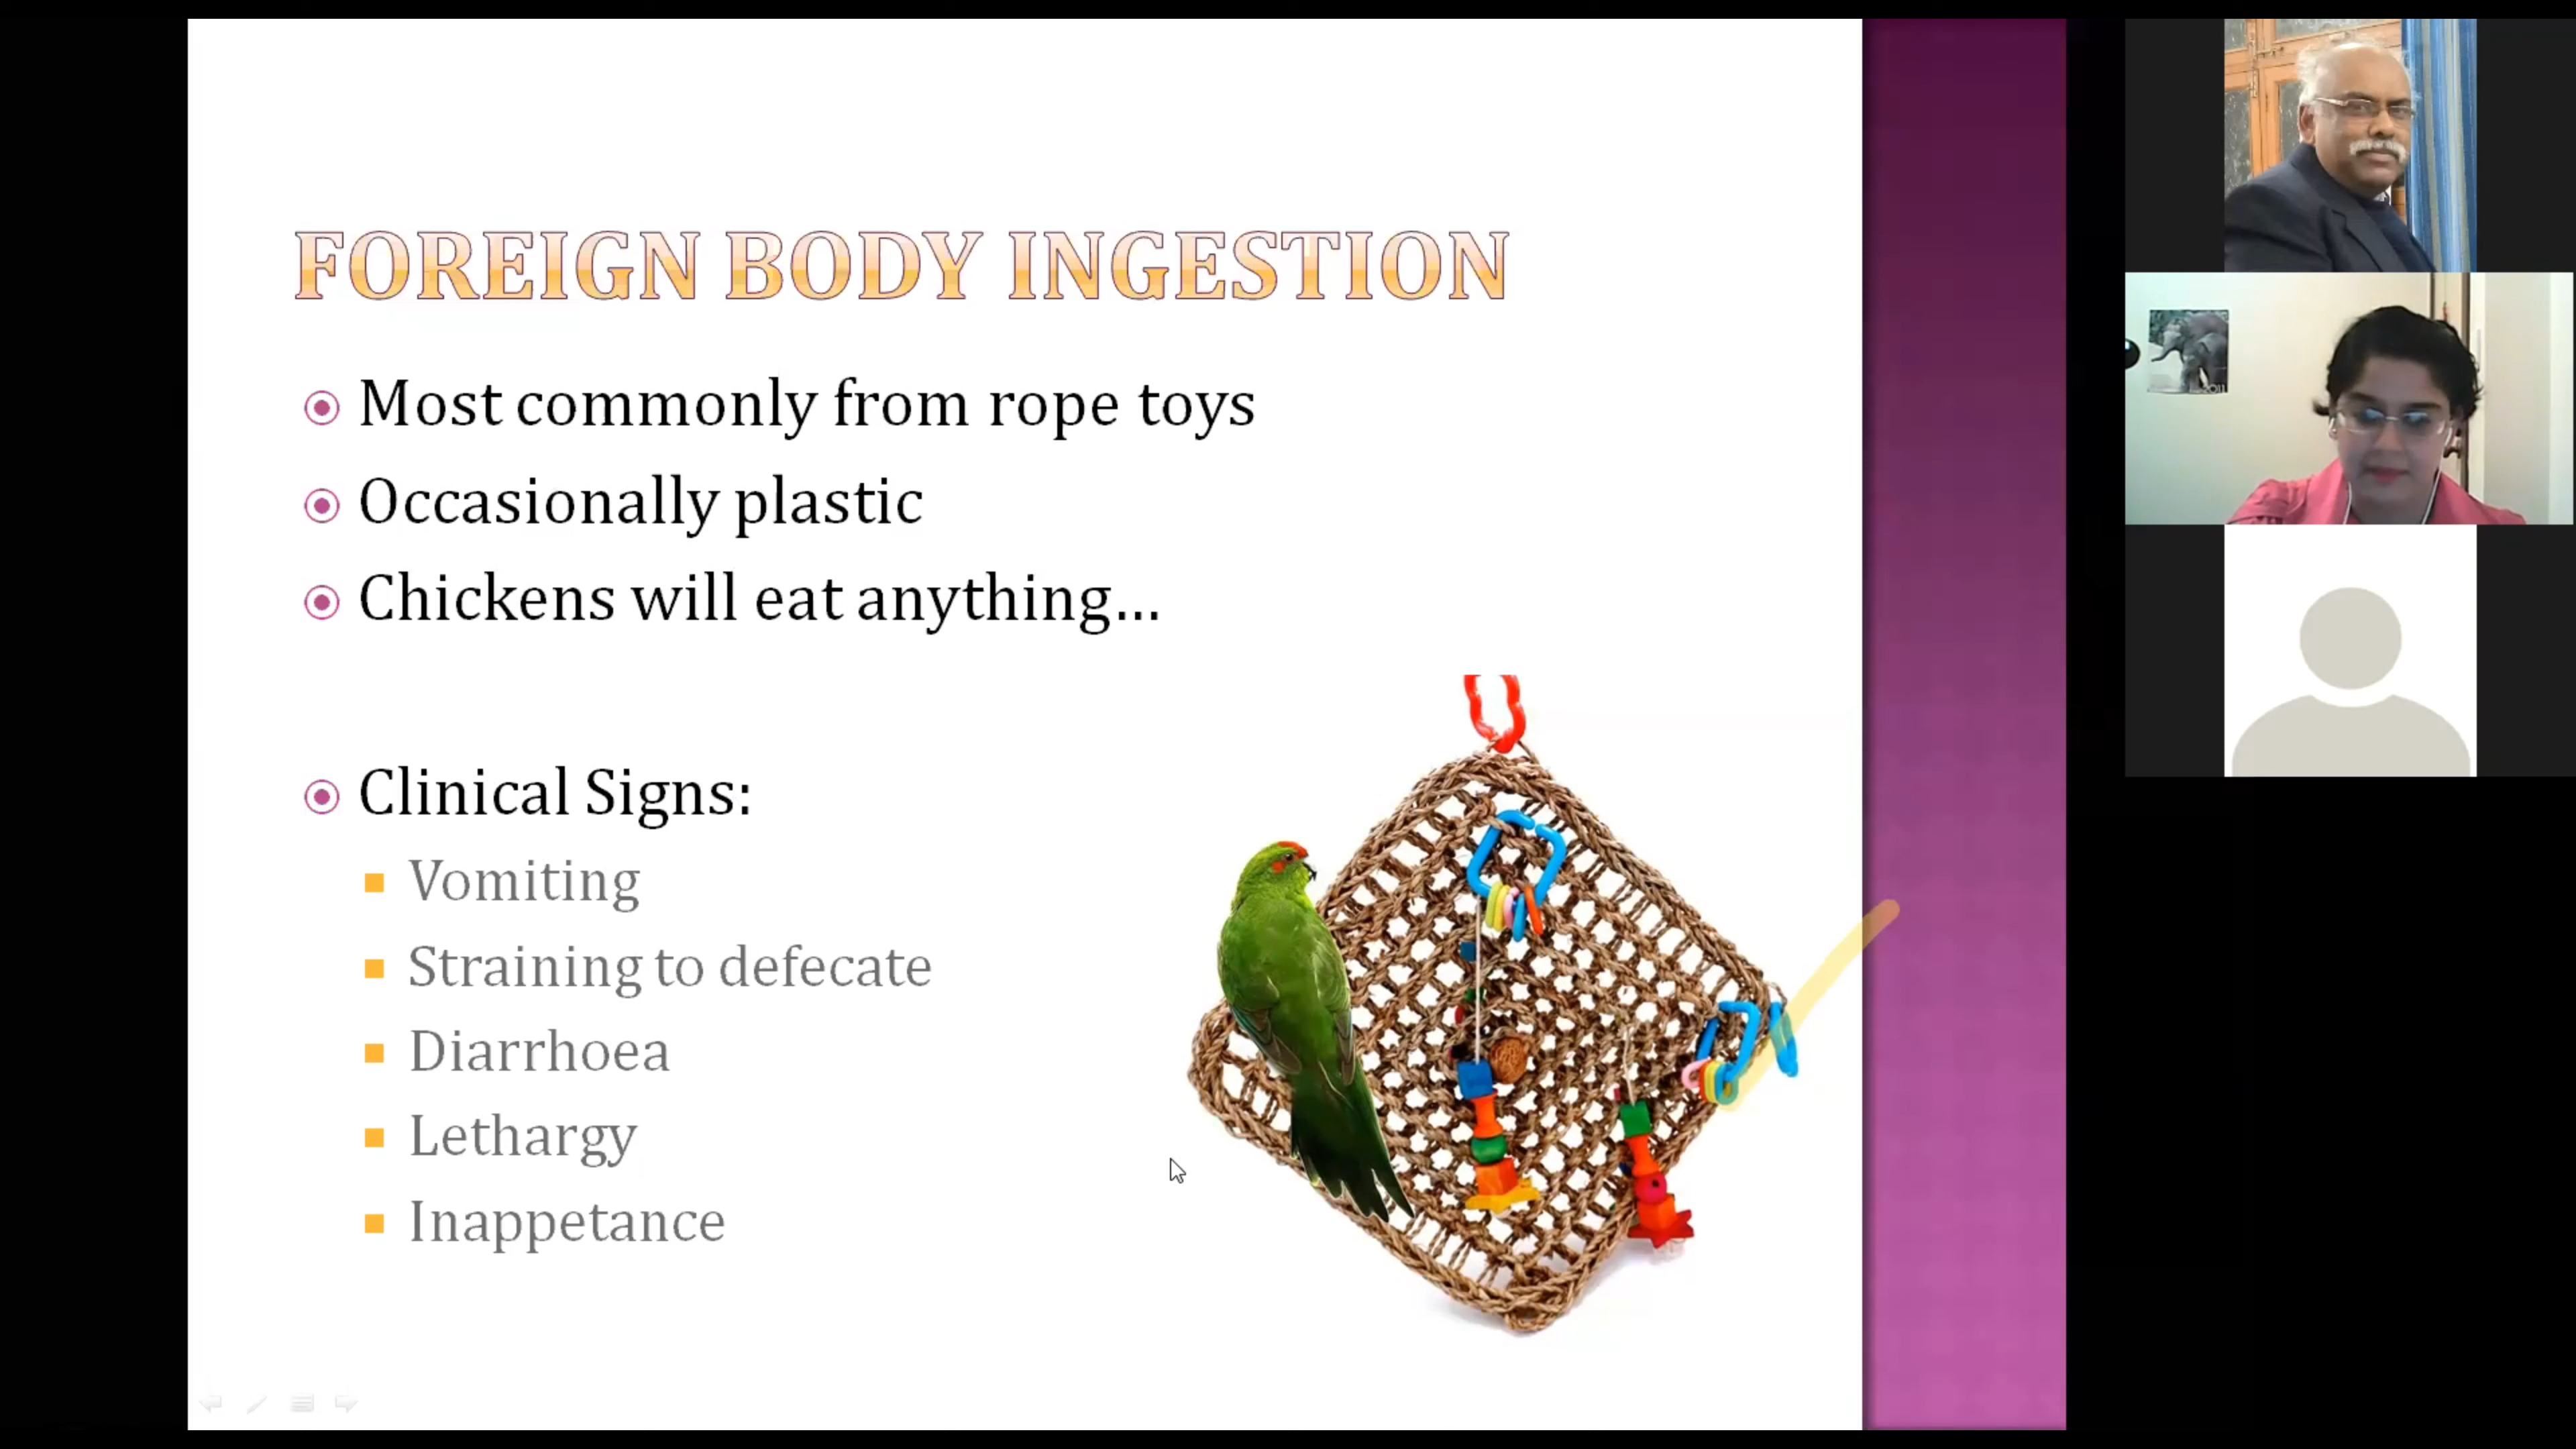 FOREIGN BODY INGESTION
Most commonly from rope toys
Occasionally plastic
Chickens will eat anything...
Clinical Signs:
Vomiting
Straining to defecate
Diarrhoea
Lethargy
Inappetance
2011